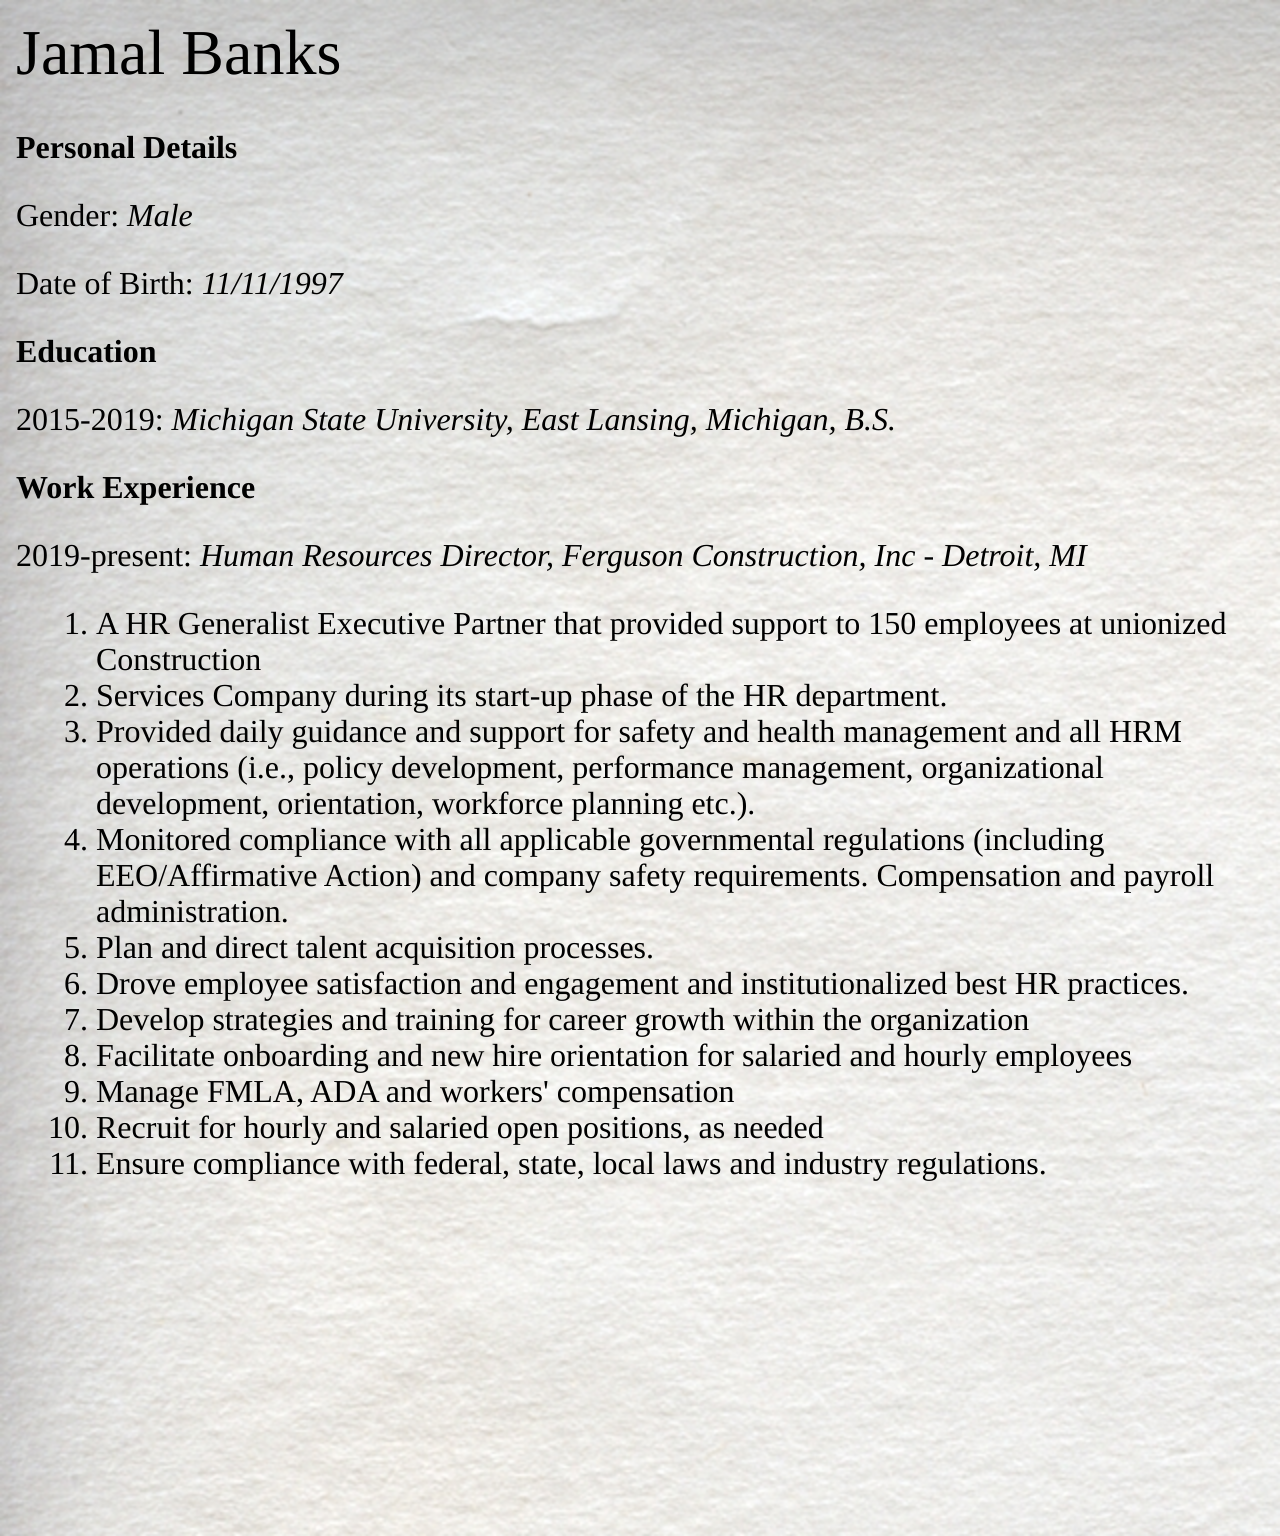 Jamal Banks
Personal Details
Gender: Male
Date of Birth: 11/11/1997
Education
2015-2019: Michigan State University, East Lansing, Michigan, B.S.
Work Experience
2019-present: Human Resources Director, Ferguson Construction, Inc - Detroit, MI
1. A HR Generalist Executive Partner that provided support to 150 employees at unionized
Construction
2. Services Company during its start-up phase of the HR department.
3. Provided daily guidance and support for safety and health management and all HRM
operations (i.e., policy development, performance management, organizational
development, orientation, workforce planning etc.).
4. Monitored compliance with all applicable governmental regulations (including
EEO/Affirmative Action) and company safety requirements. Compensation and payroll
administration.
5. Plan and direct talent acquisition processes.
6. Drove employee satisfaction and engagement and institutionalized best HR practices.
7. Develop strategies and training for career growth within the organization
8. Facilitate onboarding and new hire orientation for salaried and hourly employees
9. Manage FMLA, ADA and workers' compensation
10. Recruit for hourly and salaried open positions, as needed
11. Ensure compliance with federal, state, local laws and industry regulations.